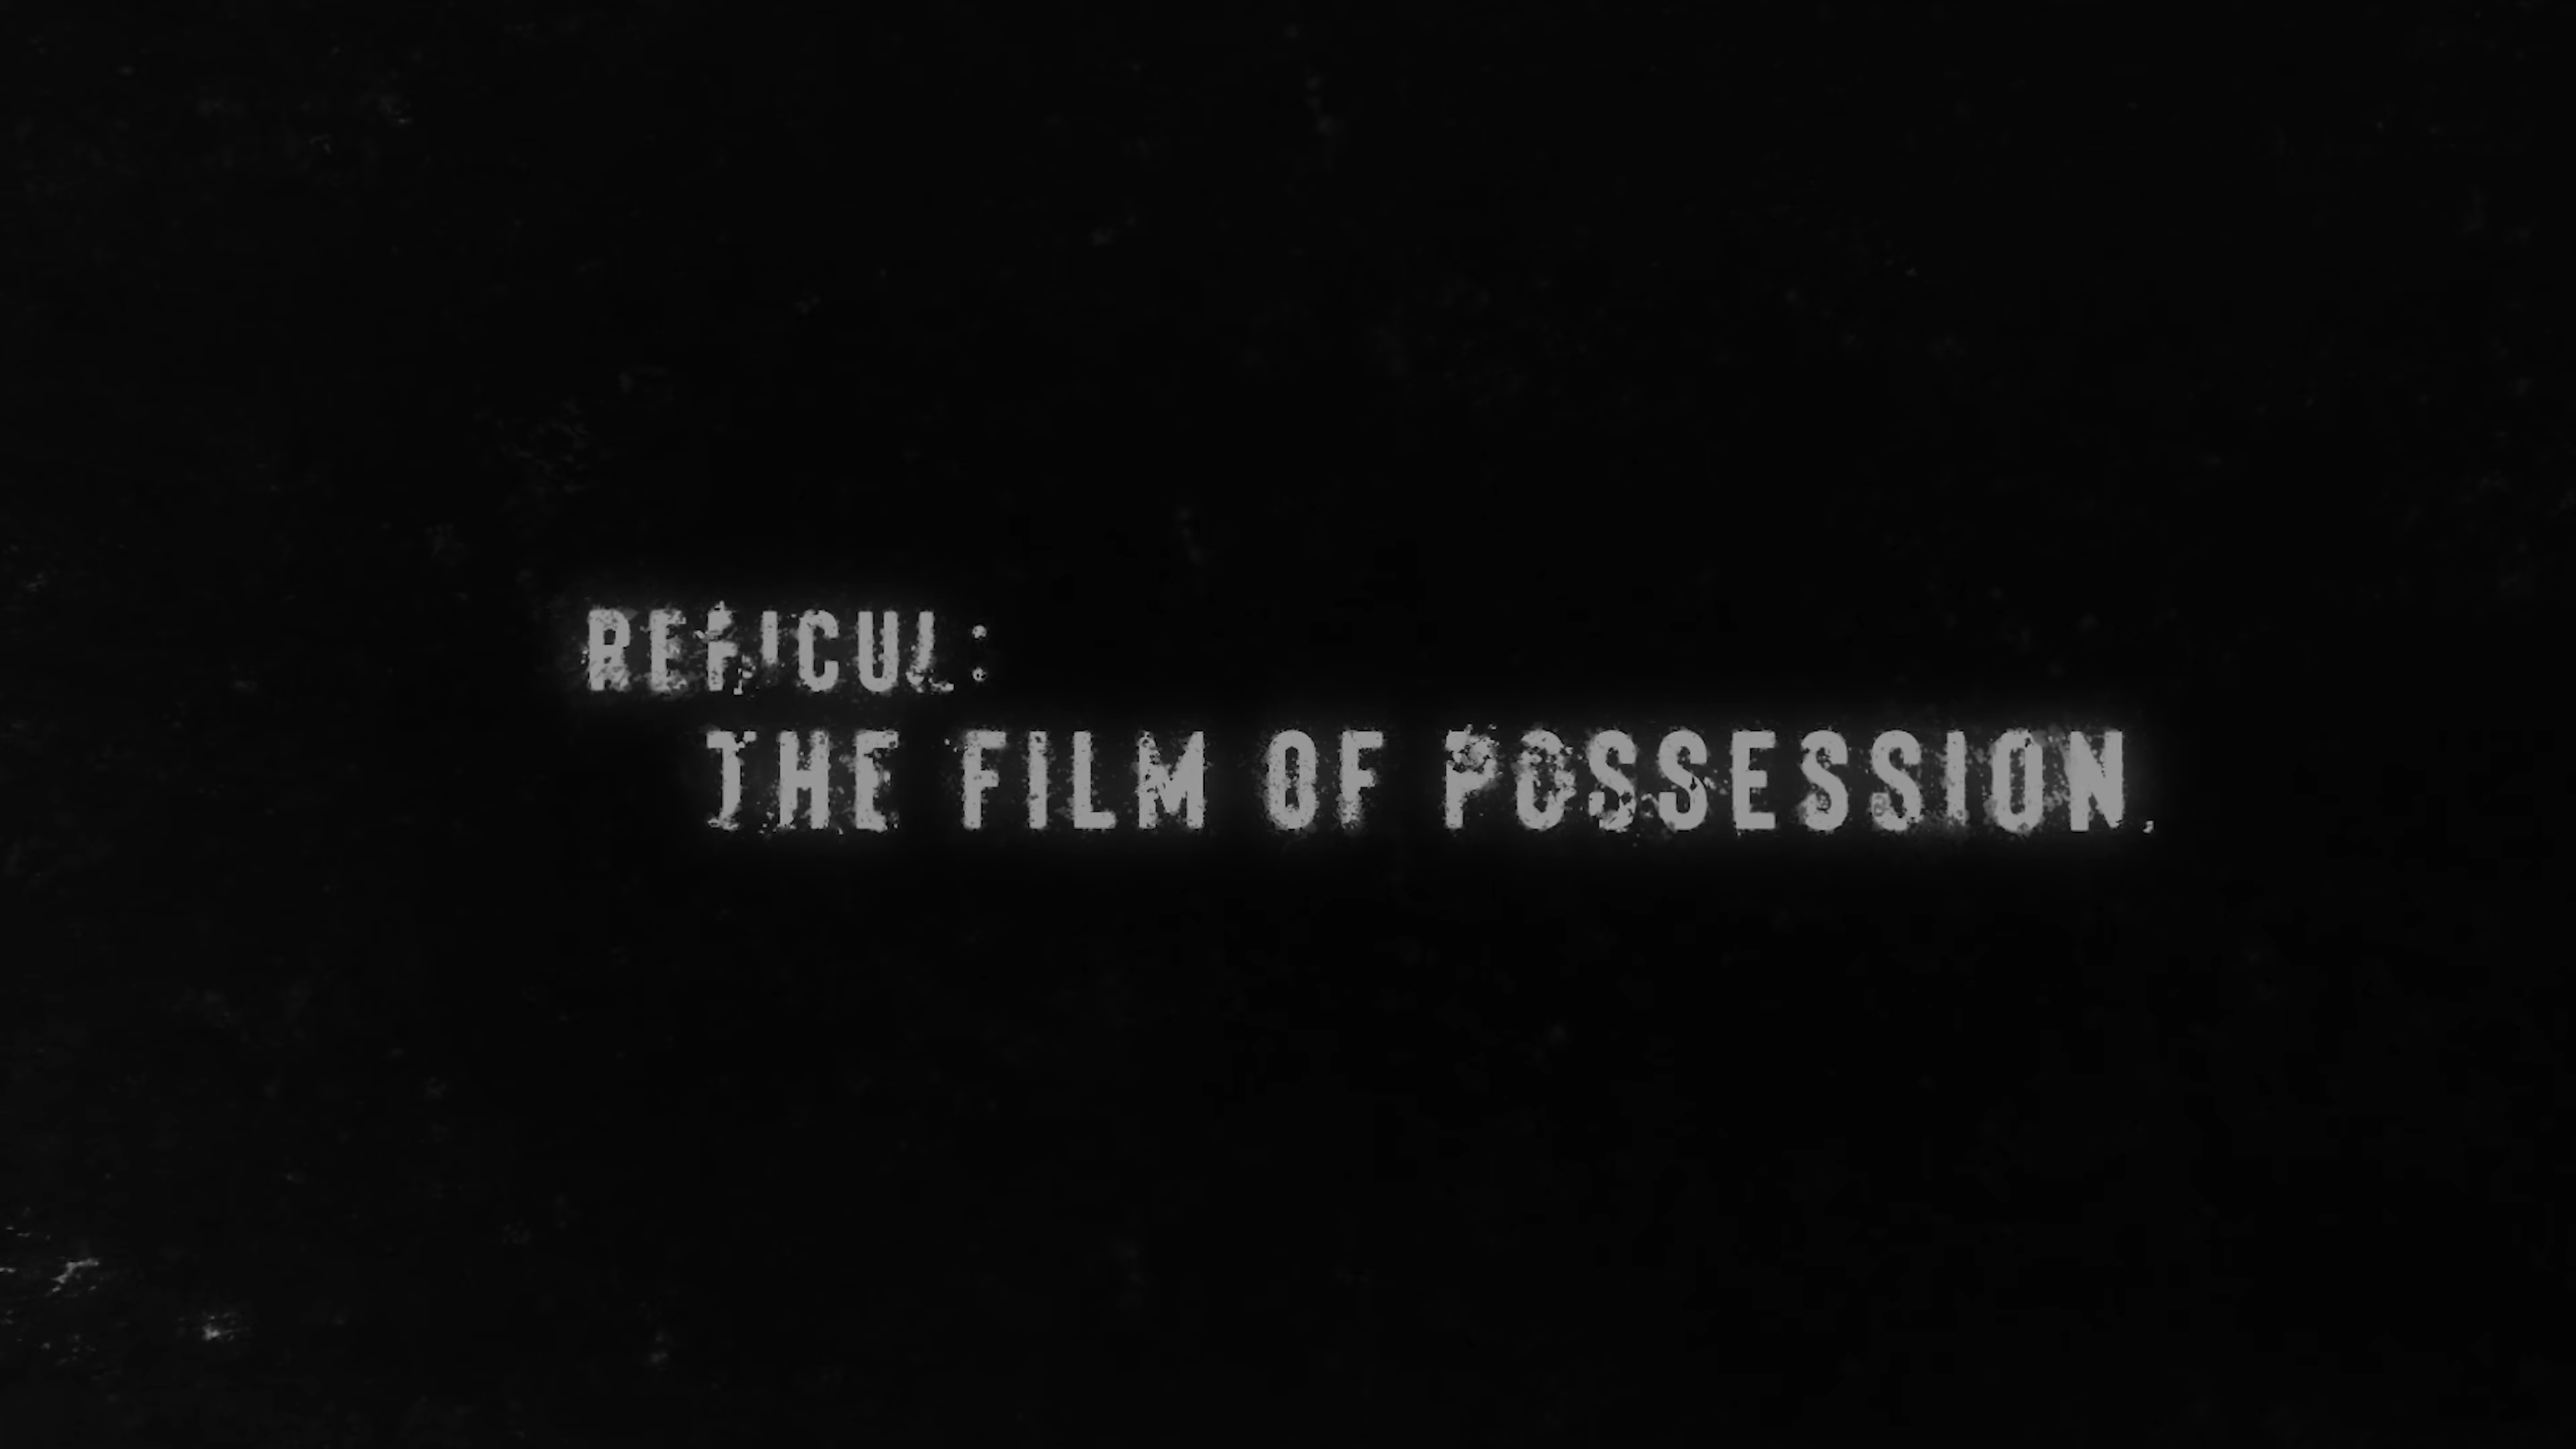 REFICUL:
THE FILM OF POSSESSION.